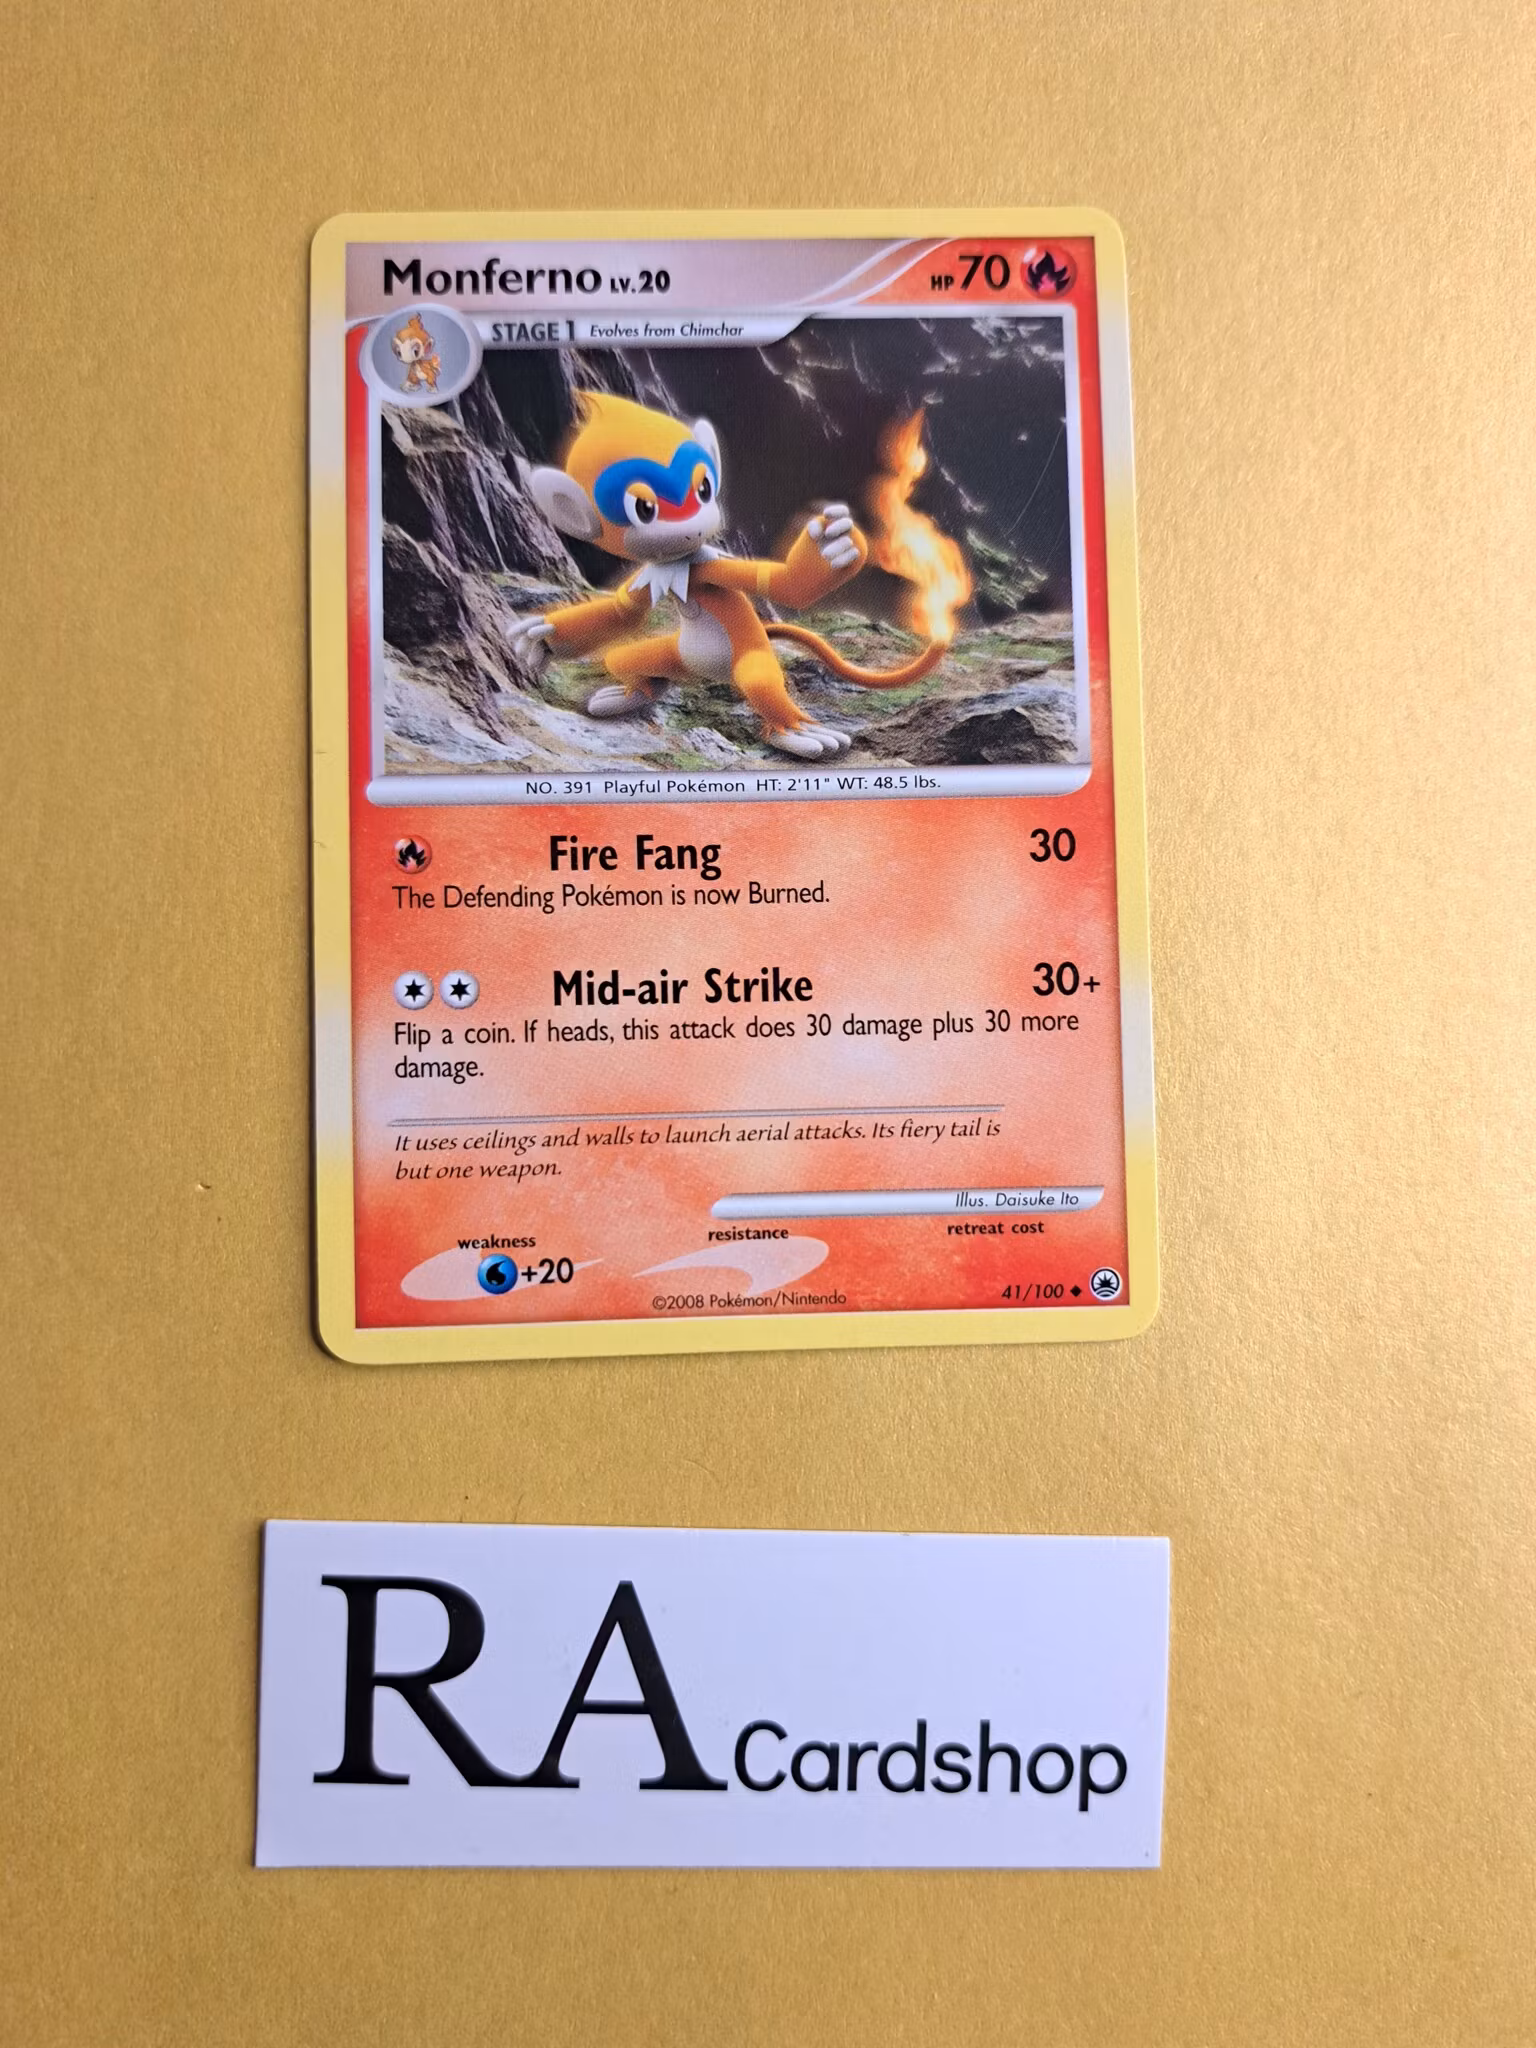 Monferno LV.20 HP 70
STAGE 1 Evolves from Chimchar
NO. 391 Playful Pokémon HT: 2'11" WT: 48.5 lbs.
Fire Fang 30
The Defending Pokémon is now Burned.
Mid-air Strike 30+
Flip a coin. If heads, this attack does 30 damage plus 30 more
damage.
It uses ceilings and walls to launch aerial attacks. Its fiery tail is
but one weapon.
Illus. Daisuke Ito
weakness resistance retreat cost
+20
©2008 Pokémon/Nintendo 41/100
RA Cardshop